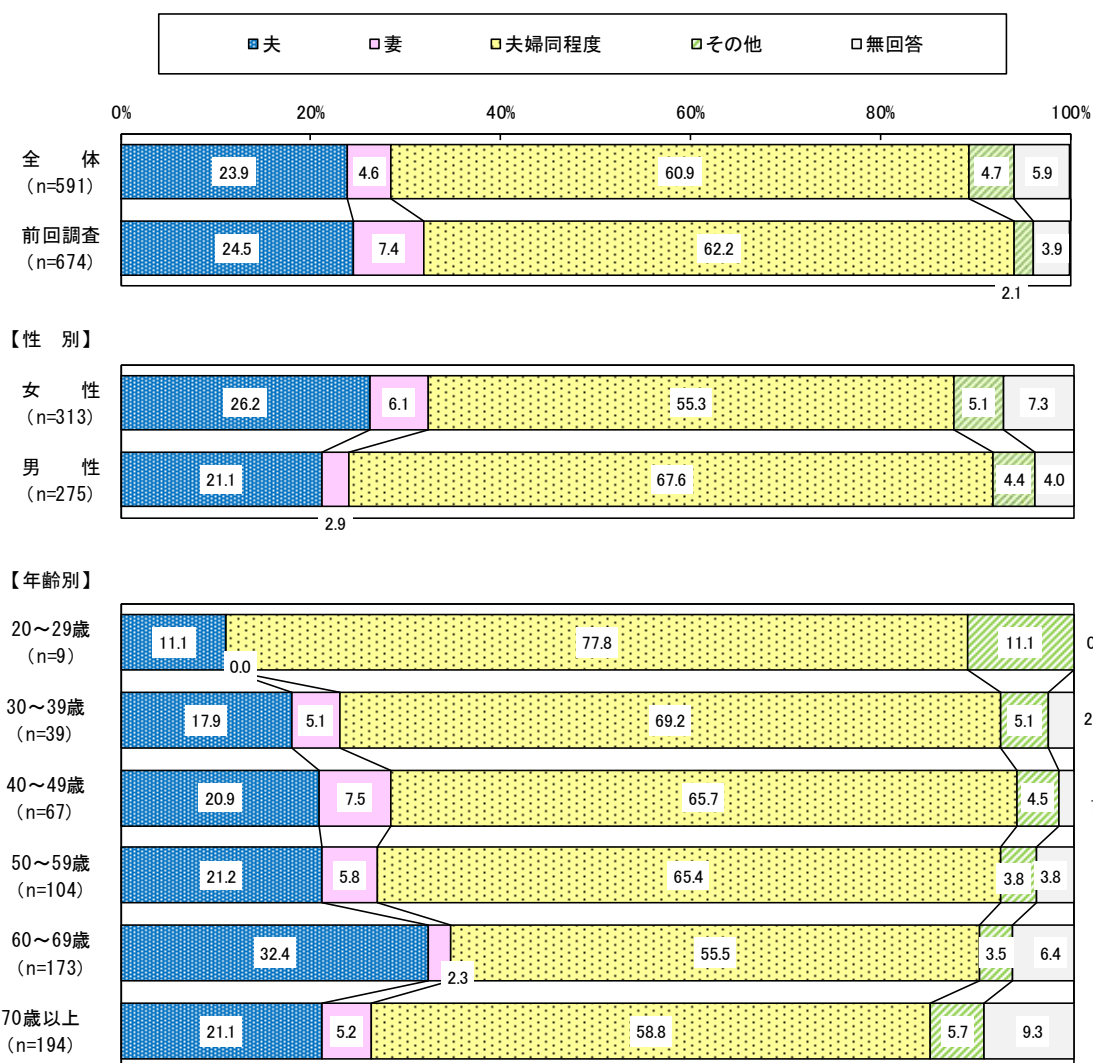 夫 妻 夫婦同程度 その他 無回答
0% 20% 40% 60% 80% 100%
全 体
(n=591)
23.9 4.6 60.9 4.7 5.9
前回調査
(n=674)
24.5 7.4 62.2 3.9
2.1
【性 別】
女 性
(n=313)
26.2 6.1 55.3 5.1 7.3
男 性
(n=275)
21.1 67.6 4.4 4.0
2.9
【年齢別】
20～29歳
(n=9)
11.1 77.8 11.1
0.0
30～39歳
(n=39)
17.9 5.1 69.2 5.1
40～49歳
(n=67)
20.9 7.5 65.7 4.5
50～59歳
(n=104)
21.2 5.8 65.4 3.8 3.8
60～69歳
(n=173)
32.4 55.5 3.5 6.4
2.3
70歳以上
(n=194)
21.1 5.2 58.8 5.7 9.3